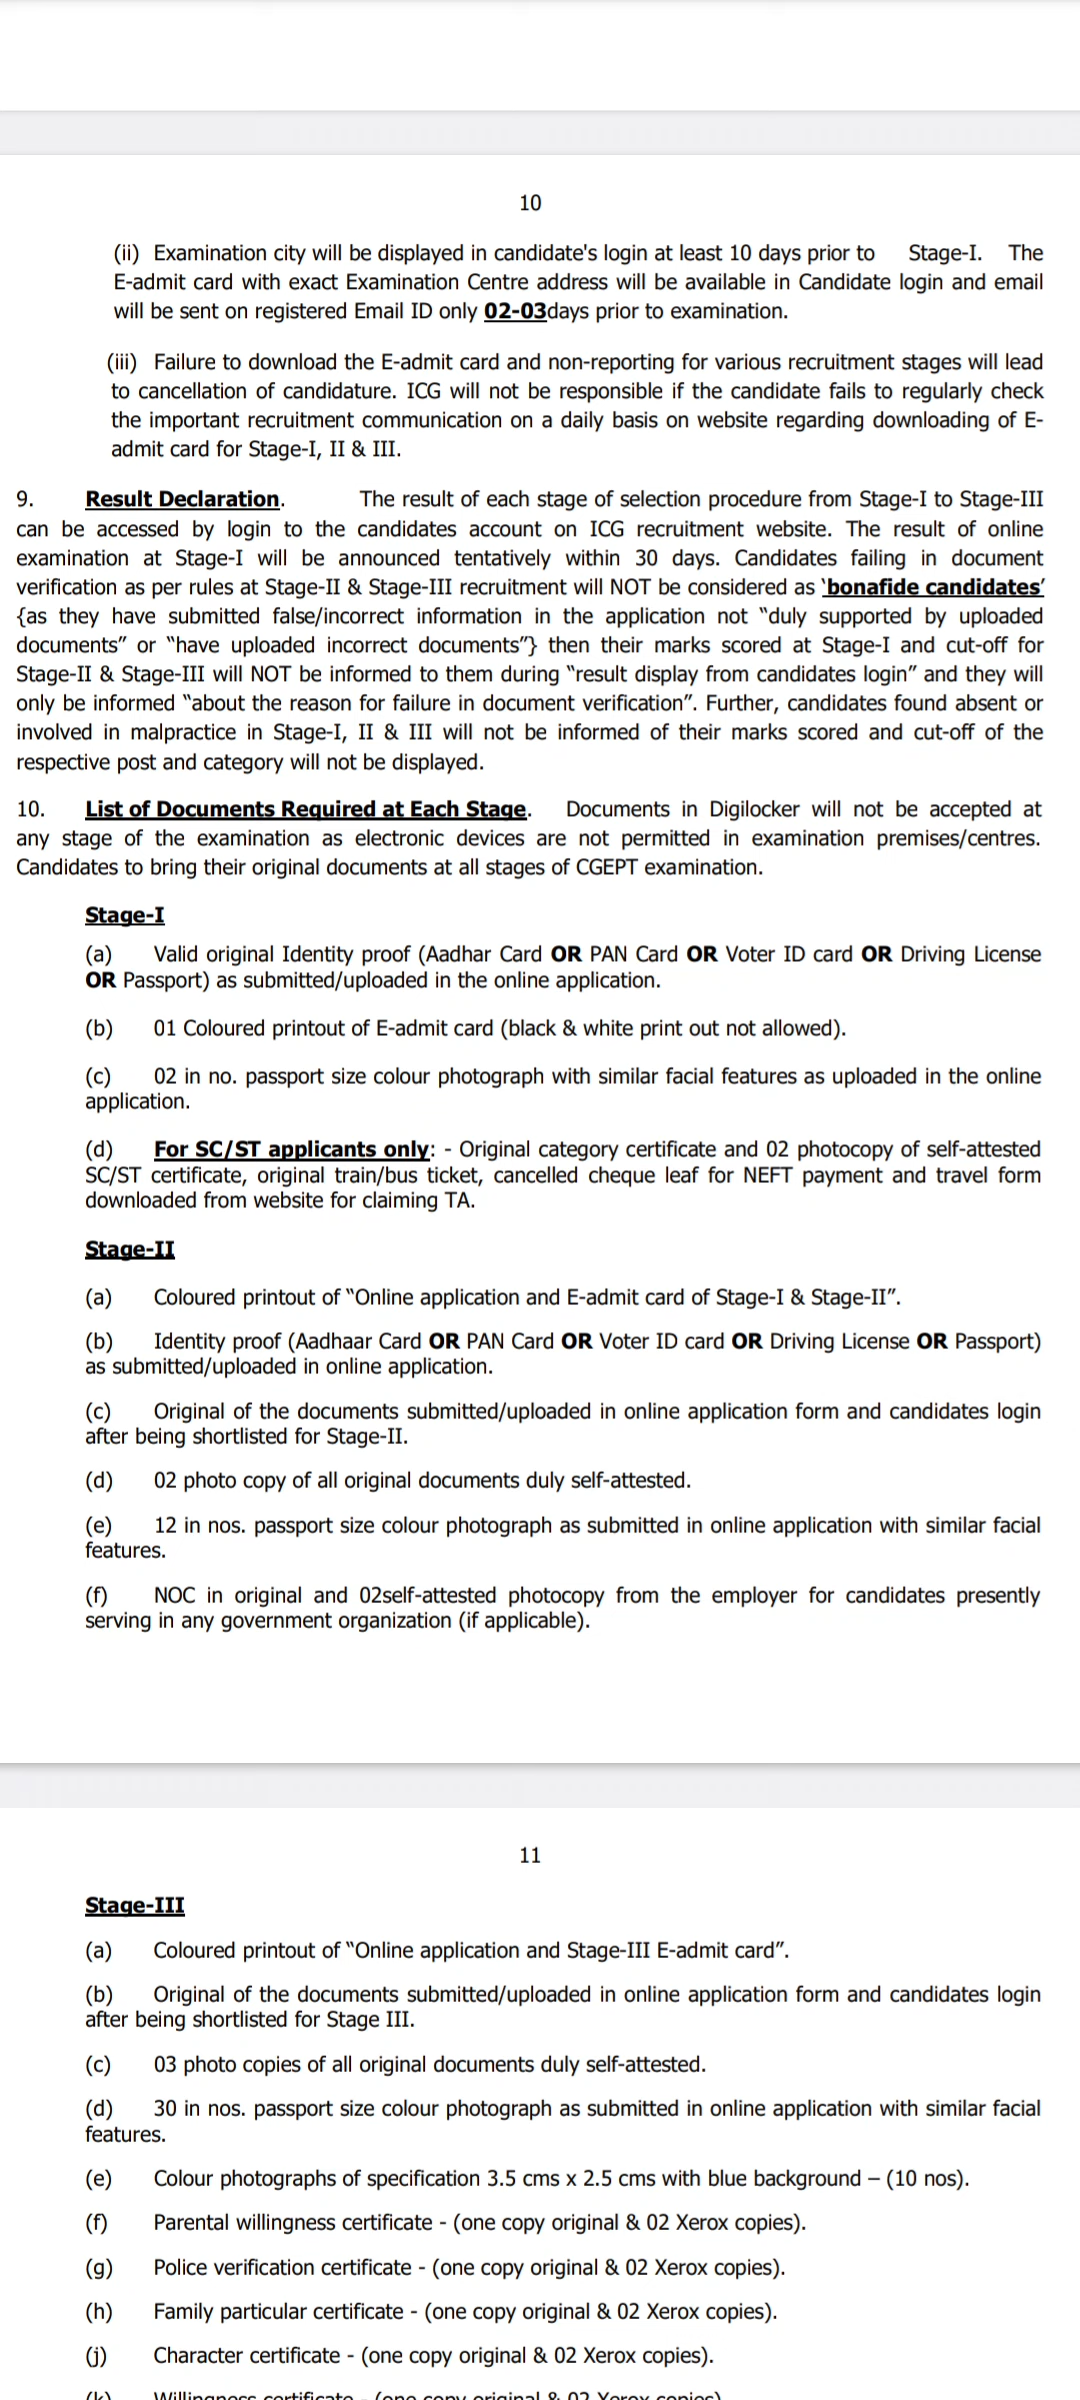 10
(ii) Examination city will be displayed in candidate's login at least 10 days prior to Stage-I. The
E-admit card with exact Examination Centre address will be available in Candidate login and email
will be sent on registered Email ID only 02-03days prior to examination.
(iii) Failure to download the E-admit card and non-reporting for various recruitment stages will lead
to cancellation of candidature. ICG will not be responsible if the candidate fails to regularly check
the important recruitment communication on a daily basis on website regarding downloading of E-
admit card for Stage-I, II & III.
9. Result Declaration. The result of each stage of selection procedure from Stage-I to Stage-III
can be accessed by login to the candidates account on ICG recruitment website. The result of online
examination at Stage-I will be announced tentatively within 30 days. Candidates failing in document
verification as per rules at Stage-II & Stage-III recruitment will NOT be considered as ‘bonafide candidates’
{as they have submitted false/incorrect information in the application not “duly supported by uploaded
documents” or “have uploaded incorrect documents”} then their marks scored at Stage-I and cut-off for
Stage-II & Stage-III will NOT be informed to them during “result display from candidates login” and they will
only be informed “about the reason for failure in document verification”. Further, candidates found absent or
involved in malpractice in Stage-I, II & III will not be informed of their marks scored and cut-off of the
respective post and category will not be displayed.
10. List of Documents Required at Each Stage. Documents in Digilocker will not be accepted at
any stage of the examination as electronic devices are not permitted in examination premises/centres.
Candidates to bring their original documents at all stages of CGEPT examination.
Stage-I
(a) Valid original Identity proof (Aadhar Card OR PAN Card OR Voter ID card OR Driving License
OR Passport) as submitted/uploaded in the online application.
(b) 01 Coloured printout of E-admit card (black & white print out not allowed).
(c) 02 in no. passport size colour photograph with similar facial features as uploaded in the online
application.
(d) For SC/ST applicants only: - Original category certificate and 02 photocopy of self-attested
SC/ST certificate, original train/bus ticket, cancelled cheque leaf for NEFT payment and travel form
downloaded from website for claiming TA.
Stage-II
(a) Coloured printout of “Online application and E-admit card of Stage-I & Stage-II”.
(b) Identity proof (Aadhaar Card OR PAN Card OR Voter ID card OR Driving License OR Passport)
as submitted/uploaded in online application.
(c) Original of the documents submitted/uploaded in online application form and candidates login
after being shortlisted for Stage-II.
(d) 02 photo copy of all original documents duly self-attested.
(e) 12 in nos. passport size colour photograph as submitted in online application with similar facial
features.
(f) NOC in original and 02self-attested photocopy from the employer for candidates presently
serving in any government organization (if applicable).
11
Stage-III
(a) Coloured printout of “Online application and Stage-III E-admit card”.
(b) Original of the documents submitted/uploaded in online application form and candidates login
after being shortlisted for Stage III.
(c) 03 photo copies of all original documents duly self-attested.
(d) 30 in nos. passport size colour photograph as submitted in online application with similar facial
features.
(e) Colour photographs of specification 3.5 cms x 2.5 cms with blue background – (10 nos).
(f) Parental willingness certificate - (one copy original & 02 Xerox copies).
(g) Police verification certificate - (one copy original & 02 Xerox copies).
(h) Family particular certificate - (one copy original & 02 Xerox copies).
(j) Character certificate - (one copy original & 02 Xerox copies).
(k) Willingness certificate - (one copy original & 02 Xerox copies)